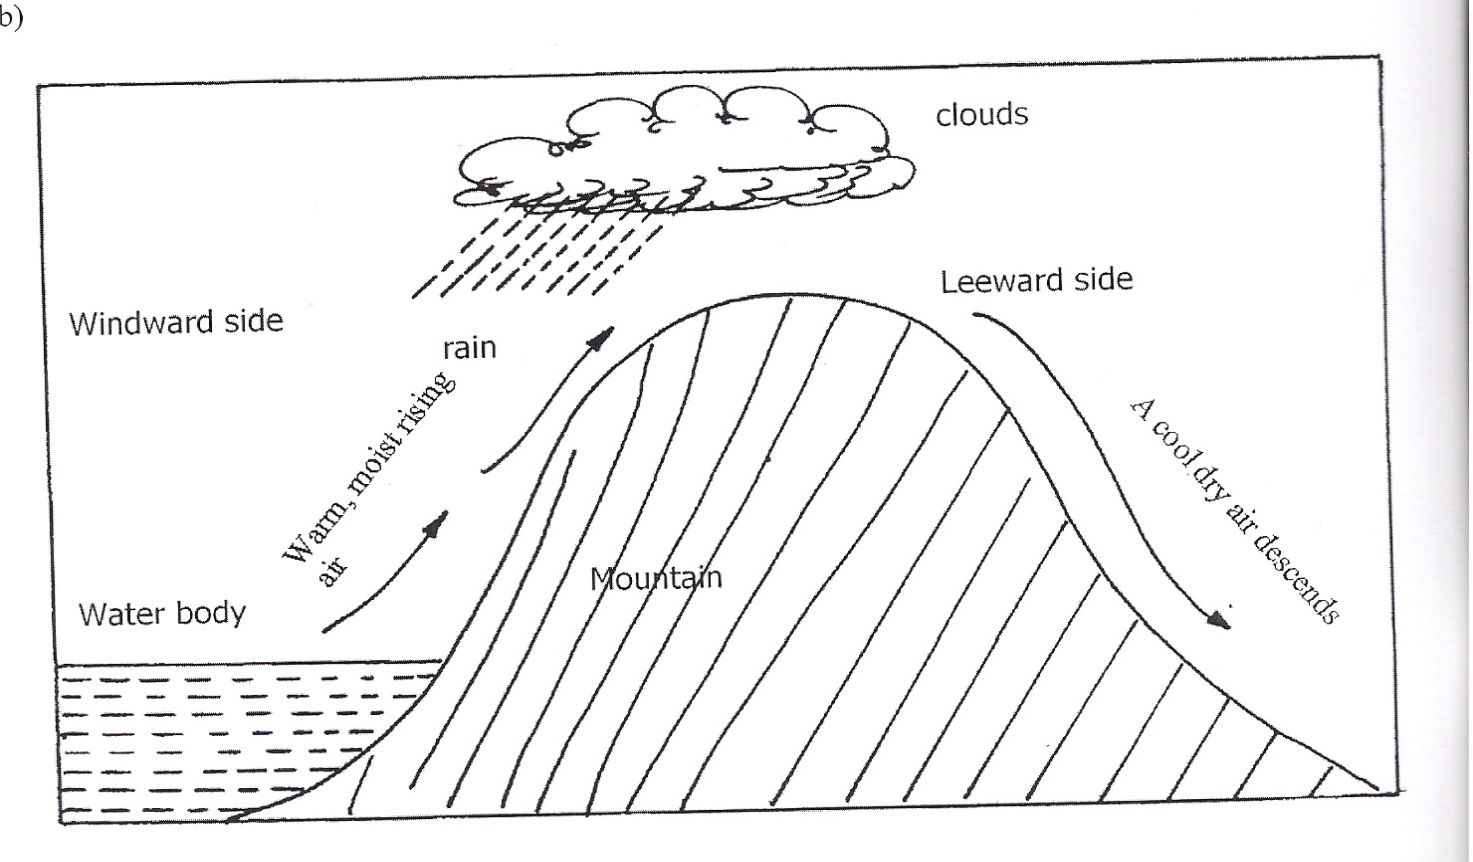 b)
clouds
Leeward side
Windward side
rain
Warm, moist rising
air
A cool dry air descends
Mountain
Water body